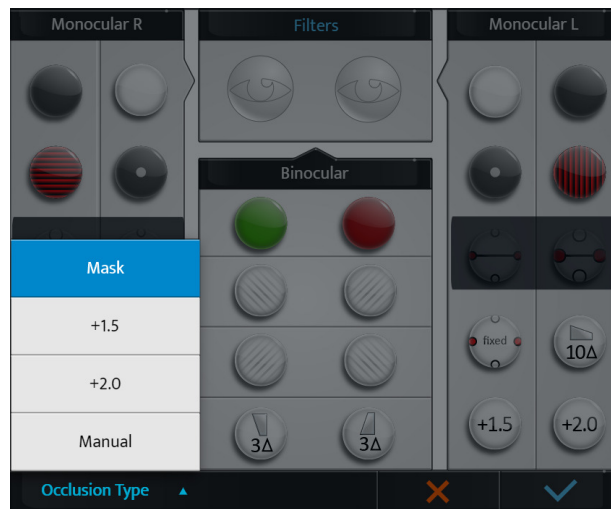 Monocular R
Filters
Monocular L
Binocular
Mask
+1.5
+2.0
Manual
3Δ
3Δ
fixed
10Δ
+1.5
+2.0
Occlusion Type